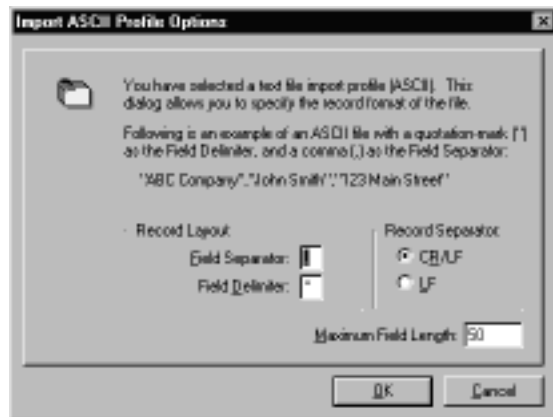 Import ASCII Profile Options
You have selected a text file import profile (ASCII). This
dialog allows you to specify the record format of the file.
Following is an example of an ASCII file with a quotation-mark (")
as the Field Delimiter, and a comma (,) as the Field Separator:
"ABC Company","John Smith","123 Main Street"
Record Layout
Field Separator:
Field Delimiter: "
Record Separator
CR/LF
LF
Maximum Field Length: 50
OK
Cancel